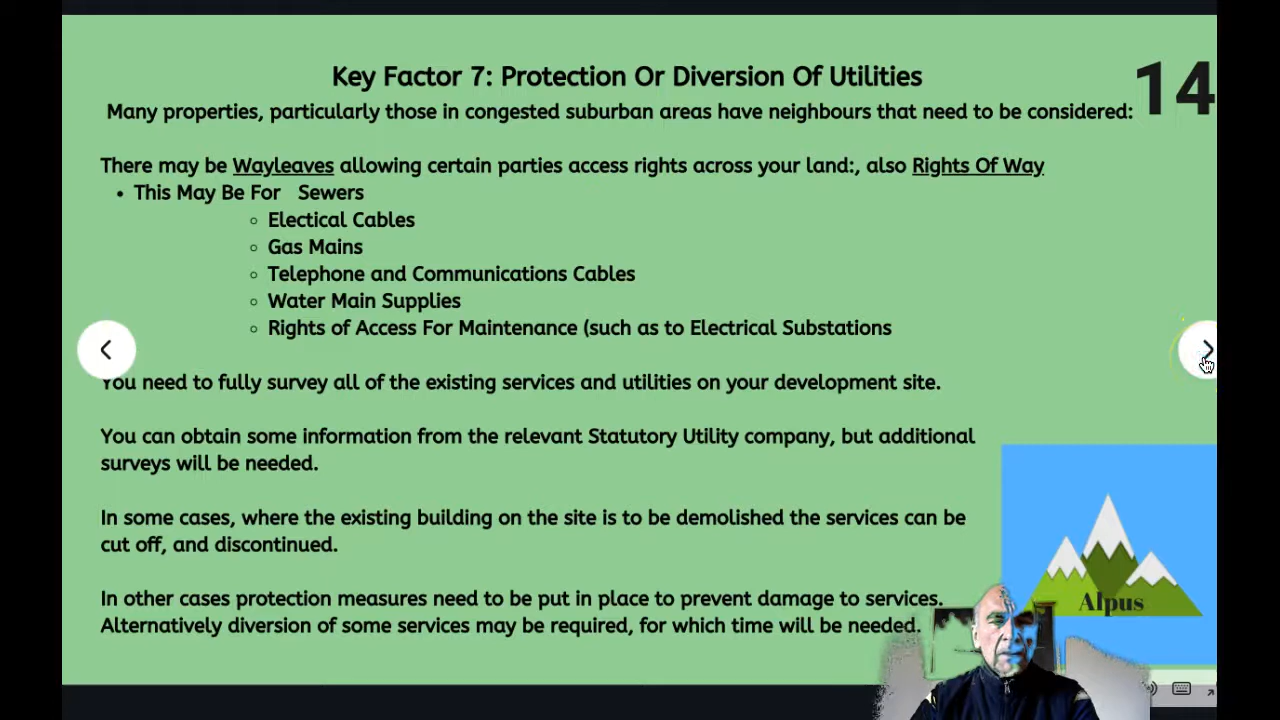 Key Factor 7: Protection Or Diversion Of Utilities
14
Many properties, particularly those in congested suburban areas have neighbours that need to be considered:
There may be Wayleaves allowing certain parties access rights across your land:, also Rights Of Way
• This May Be For Sewers
◦ Electical Cables
◦ Gas Mains
◦ Telephone and Communications Cables
◦ Water Main Supplies
◦ Rights of Access For Maintenance (such as to Electrical Substations
You need to fully survey all of the existing services and utilities on your development site.
You can obtain some information from the relevant Statutory Utility company, but additional
surveys will be needed.
In some cases, where the existing building on the site is to be demolished the services can be
cut off, and discontinued.
In other cases protection measures need to be put in place to prevent damage to services.
Alternatively diversion of some services may be required, for which time will be needed.
Alpus